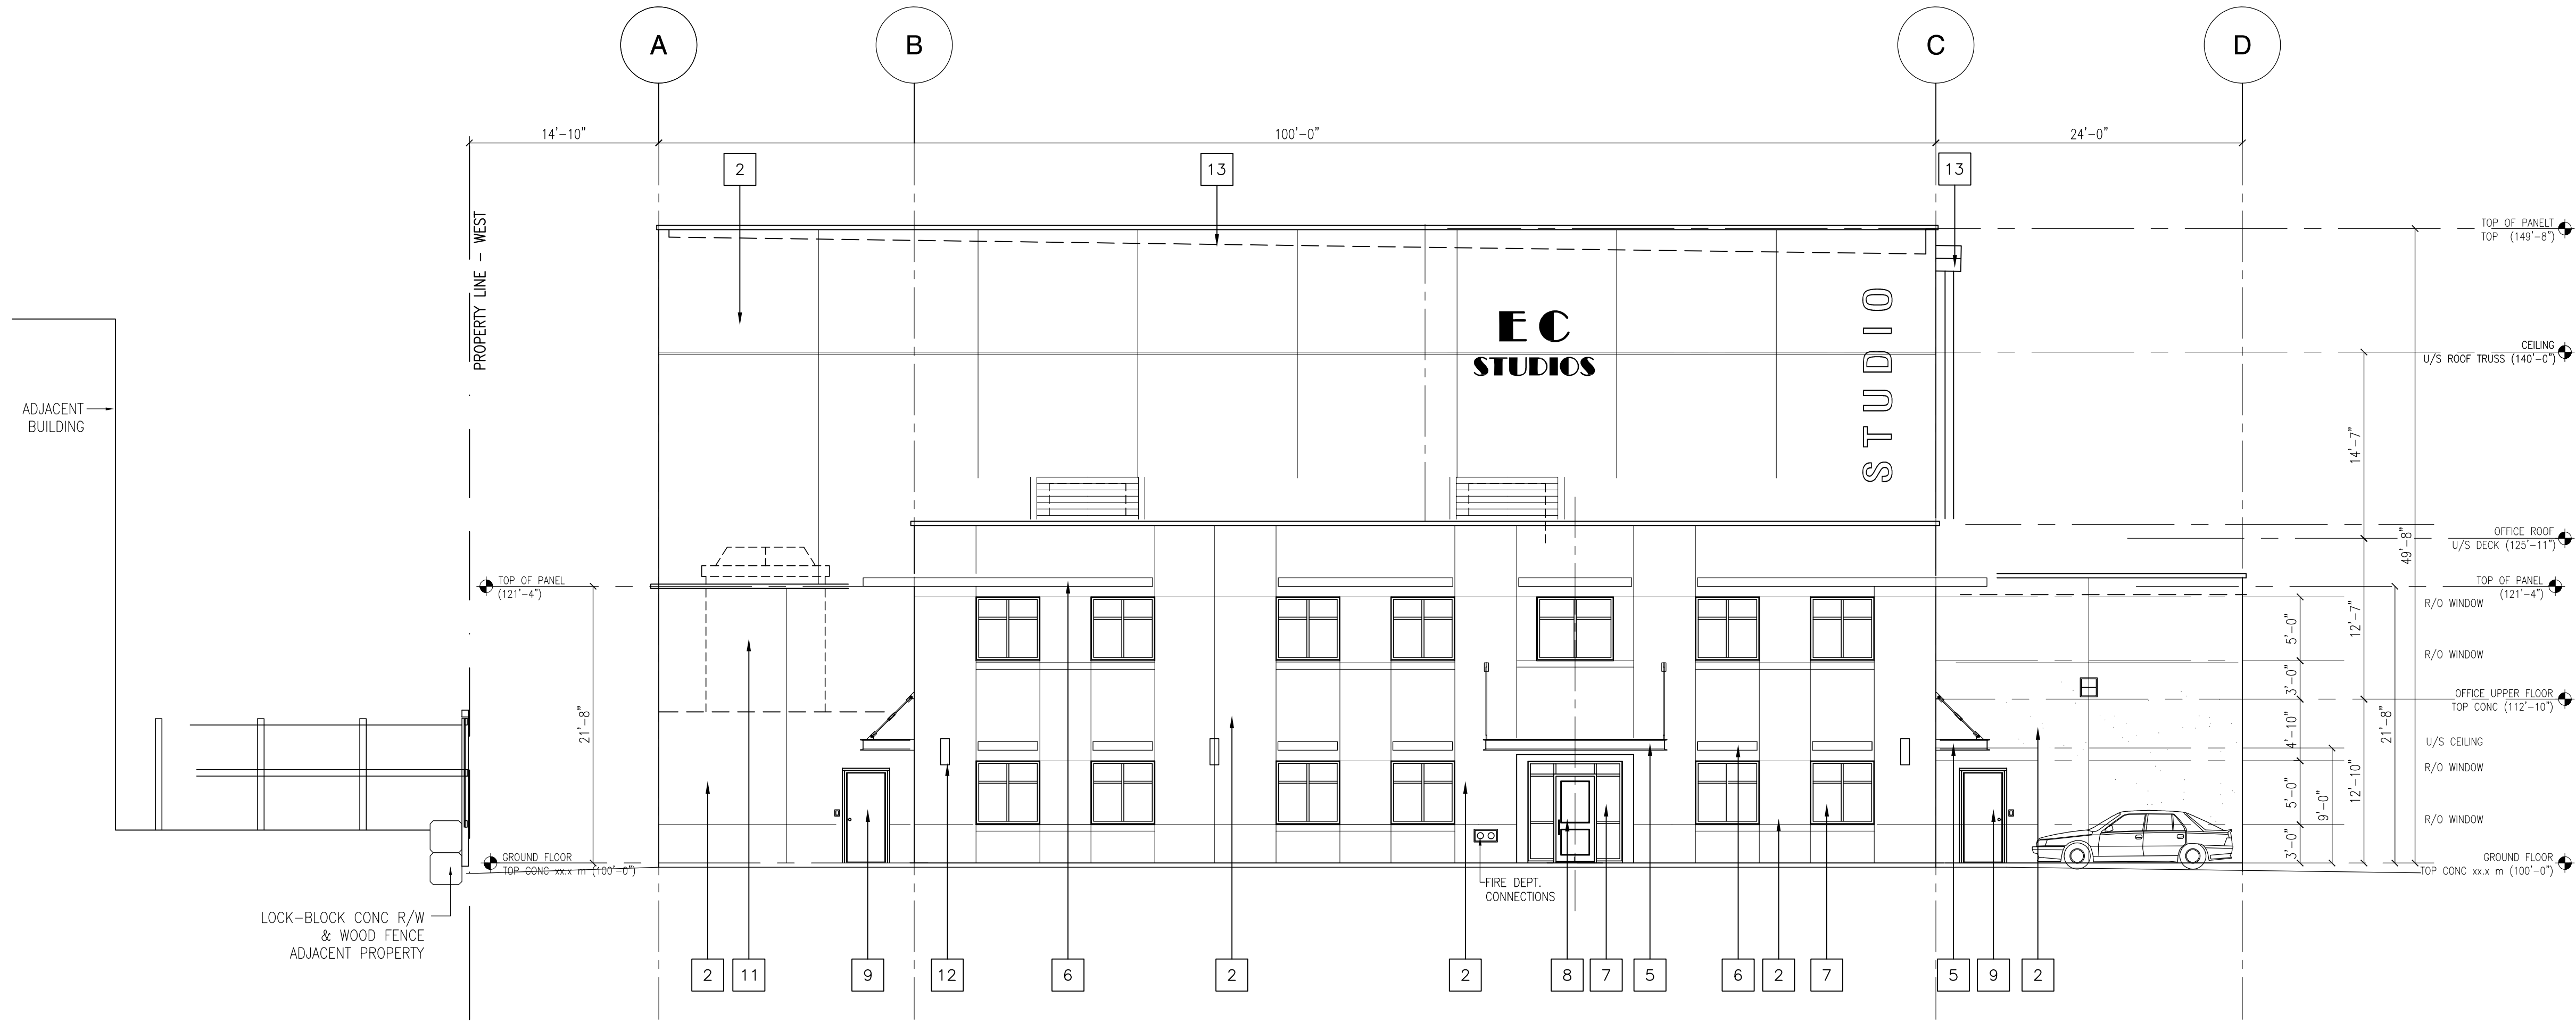 A
B
C
D
14'-10"
100'-0"
24'-0"
2
13
13
PROPERTY LINE - WEST
TOP OF PANELT
TOP (149'-8")
EC
STUDIOS
STUDIO
CEILING
U/S ROOF TRUSS (140'-0")
ADJACENT
BUILDING
14'-7"
49'-8"
OFFICE ROOF
U/S DECK (125'-11")
TOP OF PANEL
(121'-4")
TOP OF PANEL
(121'-4")
R/O WINDOW
12'-7"
5'-0"
R/O WINDOW
3'-0"
OFFICE UPPER FLOOR
TOP CONC (112'-10")
21'-8"
21'-8"
4'-10"
U/S CEILING
R/O WINDOW
12'-10"
5'-0"
9'-0"
R/O WINDOW
3'-0"
GROUND FLOOR
TOP CONC xx.x m (100'-0")
GROUND FLOOR
TOP CONC xx.x m (100'-0")
FIRE DEPT.
CONNECTIONS
LOCK-BLOCK CONC R/W
& WOOD FENCE
ADJACENT PROPERTY
2
11
9
12
6
2
2
8
7
5
6
2
7
5
9
2